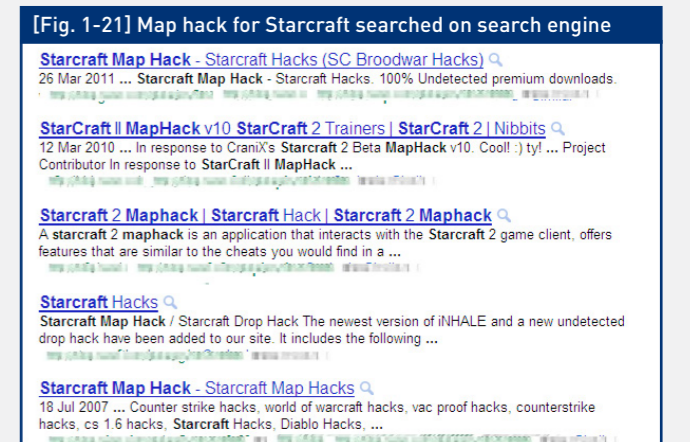 [Fig. 1-21] Map hack for Starcraft searched on search engine
Starcraft Map Hack - Starcraft Hacks (SC Broodwar Hacks)
26 Mar 2011 ... Starcraft Map Hack - Starcraft Hacks. 100% Undetected premium downloads.
StarCraft II MapHack v10 StarCraft 2 Trainers | StarCraft 2 | Nibbits
12 Mar 2010 ... In response to CraniX's Starcraft 2 Beta MapHack v10. Cool! :) ty! ... Project
Contributor In response to StarCraft II MapHack ...
Starcraft 2 Maphack | Starcraft Hack | Starcraft 2 Maphack
A starcraft 2 maphack is an application that interacts with the Starcraft 2 game client, offers
features that are similar to the cheats you would find in a ...
Starcraft Hacks
Starcraft Map Hack / Starcraft Drop Hack The newest version of iNHALE and a new undetected
drop hack have been added to our site. It includes the following ...
Starcraft Map Hack - Starcraft Map Hacks
18 Jul 2007 ... Counter strike hacks, world of warcraft hacks, vac proof hacks, counterstrike
hacks, cs 1.6 hacks, Starcraft Hacks, Diablo Hacks, ...